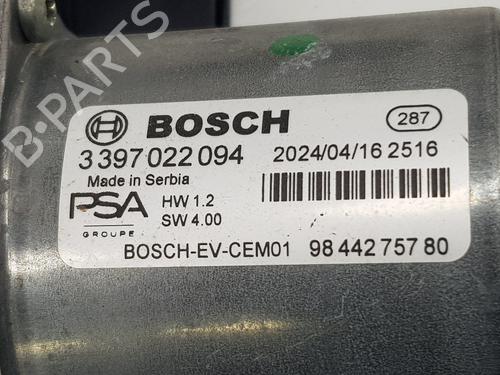 BOSCH
287
3 397 022 094 2024/04/16 2516
Made in Serbia
PSA
GROUPE
HW 1.2
SW 4.00
BOSCH-EV-CEM01 98 442 757 80
B-PARTS